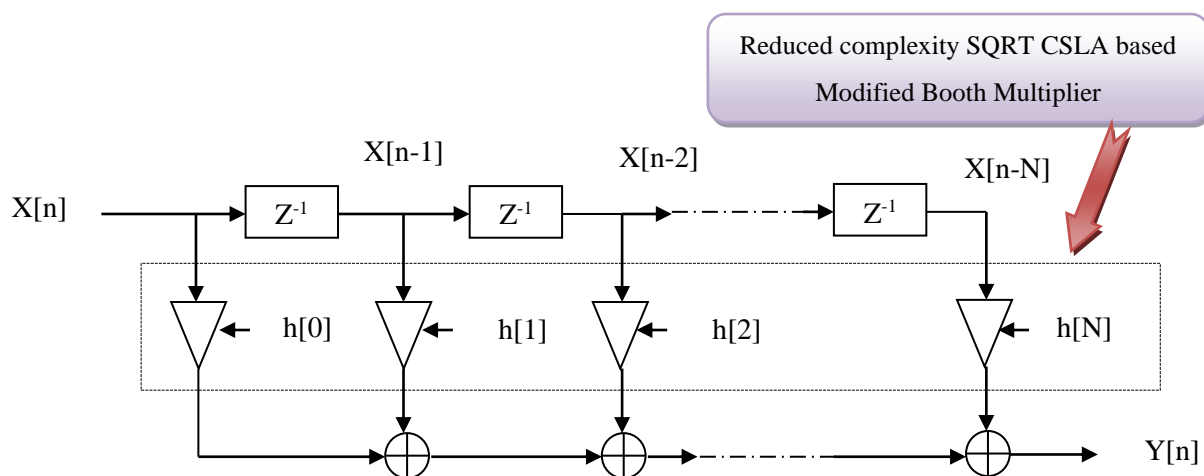 Reduced complexity SQRT CSLA based
Modified Booth Multiplier
X[n-1]
X[n-2]
X[n-N]
X[n]
Z-1
Z-1
Z-1
h[0]
h[1]
h[2]
h[N]
Y[n]